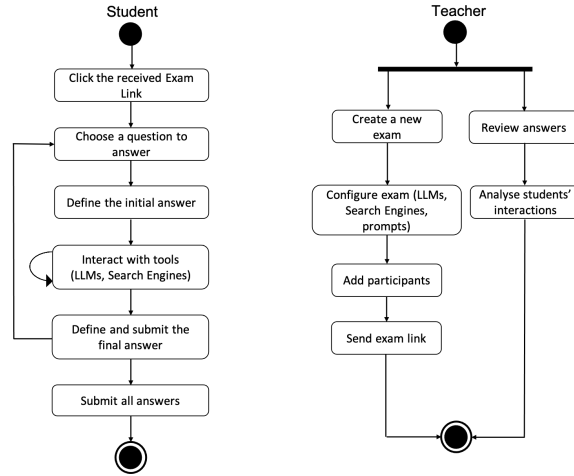 Student
Click the received Exam
Link
Choose a question to
answer
Define the initial answer
Interact with tools
(LLMs, Search Engines)
Define and submit the
final answer
Submit all answers
Teacher
Create a new
exam
Configure exam (LLMs,
Search Engines,
prompts)
Add participants
Send exam link
Review answers
Analyse students’
interactions